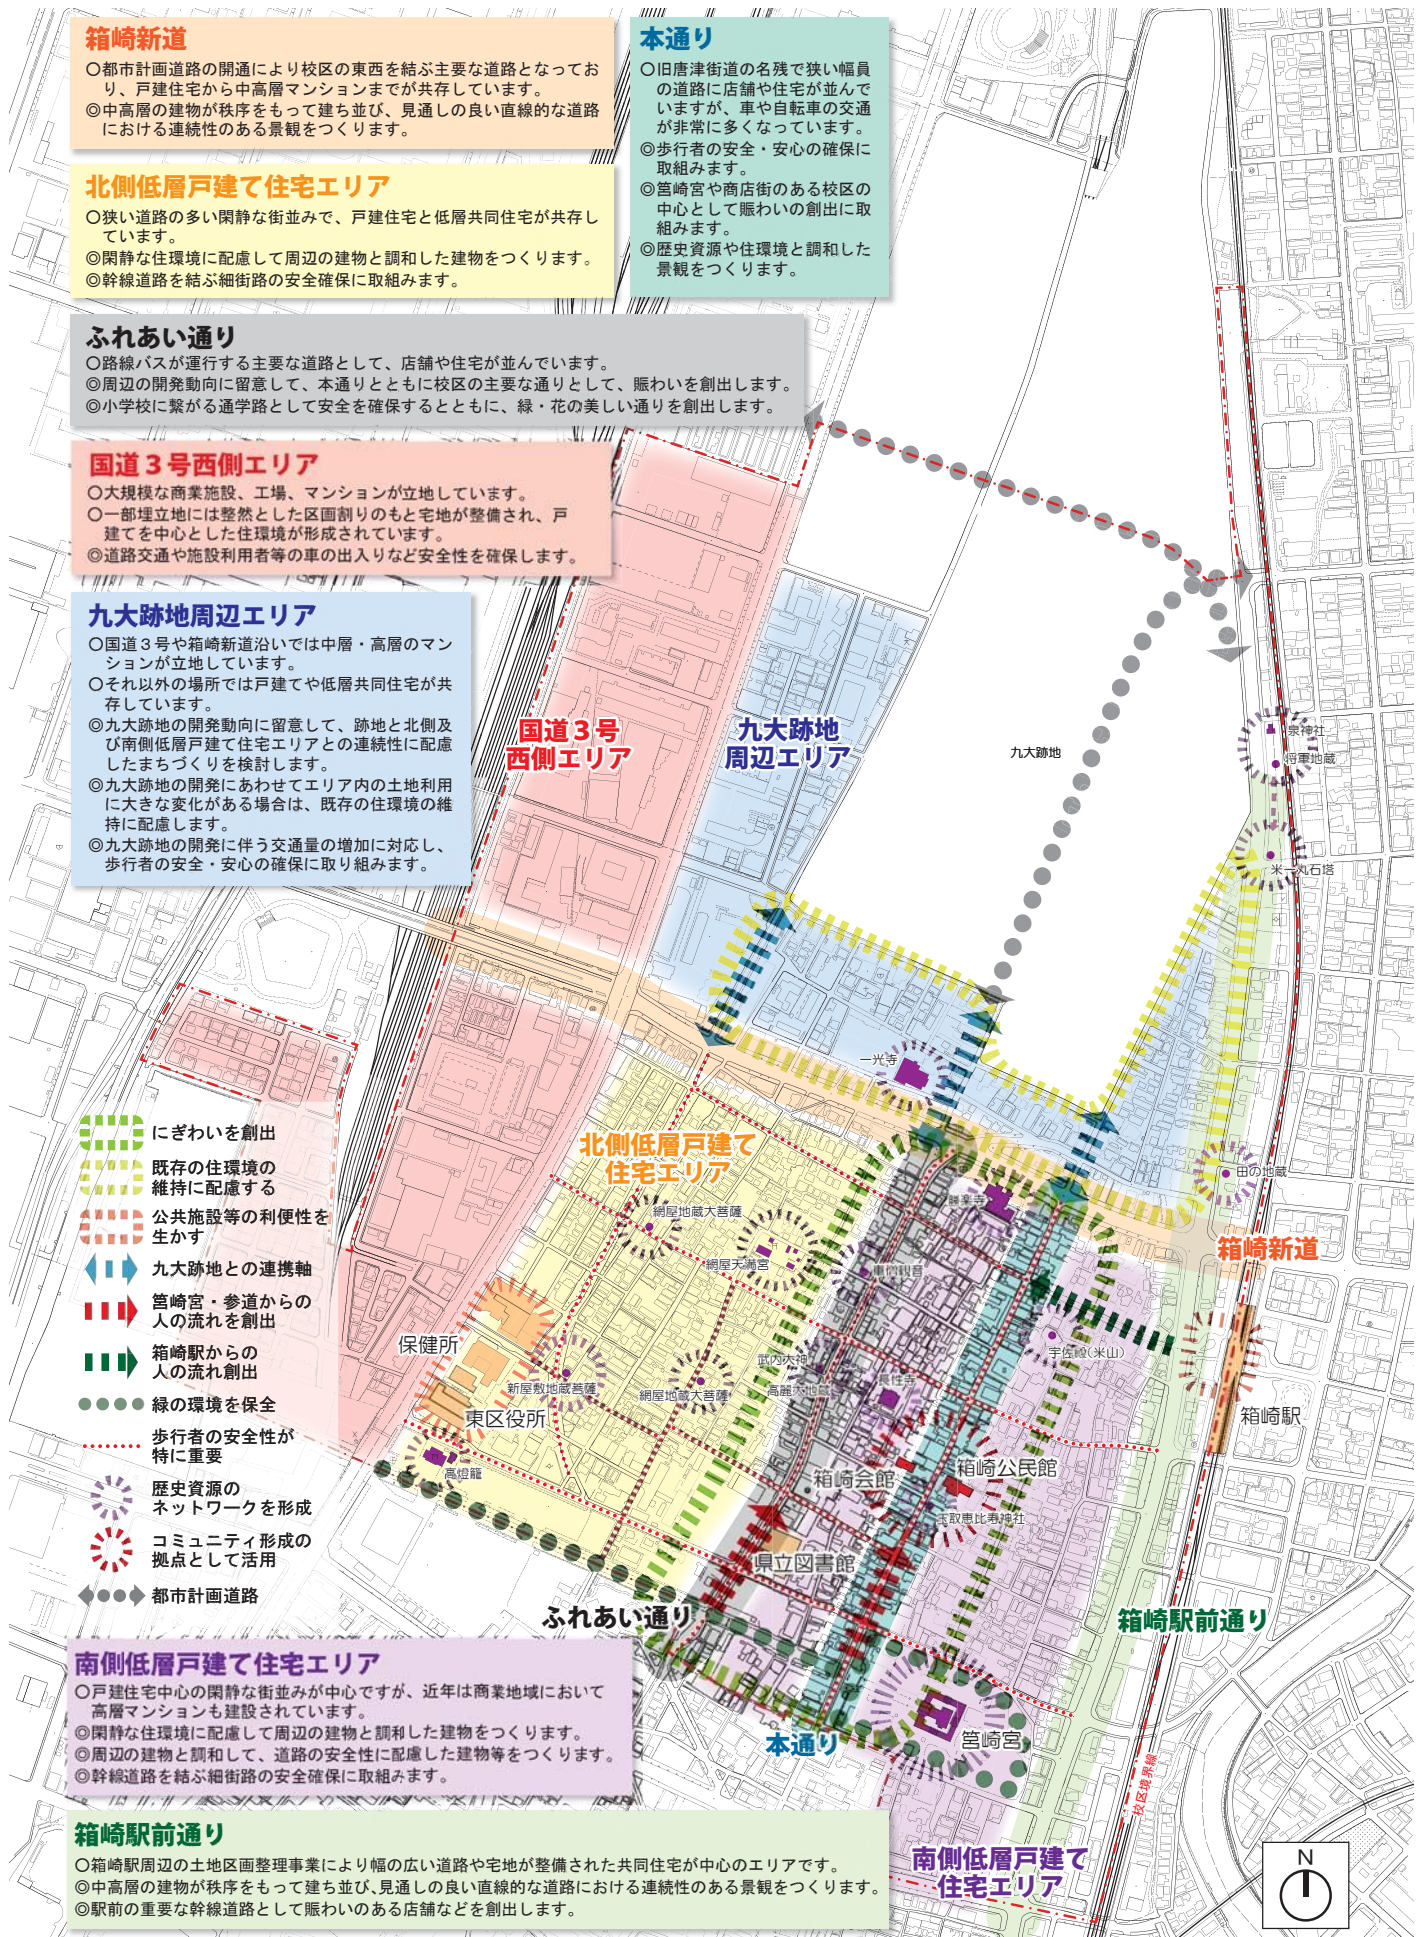 箱崎新道
○都市計画道路の開通により校区の東西を結ぶ主要な道路となってお
り、戸建住宅から中高層マンションまでが共存しています。
◎中高層の建物が秩序をもって建ち並び、見通しの良い直線的な道路
における連続性のある景観をつくります。
本通り
○旧唐津街道の名残で狭い幅員
の道路に店舗や住宅が並んで
いますが、車や自転車の交通
が非常に多くなっています。
◎歩行者の安全・安心の確保に
取組みます。
◎筥崎宮や商店街のある校区の
中心として賑わいの創出に取
組みます。
◎歴史資源や住環境と調和した
景観をつくります。
北側低層戸建て住宅エリア
○狭い道路の多い閑静な街並みで、戸建住宅と低層共同住宅が共存し
ています。
◎閑静な住環境に配慮して周辺の建物と調和した建物をつくります。
◎幹線道路を結ぶ細街路の安全確保に取組みます。
ふれあい通り
○路線バスが運行する主要な道路として、店舗や住宅が並んでいます。
◎周辺の開発動向に留意して、本通りとともに校区の主要な通りとして、賑わいを創出します。
◎小学校に繋がる通学路として安全を確保するとともに、緑・花の美しい通りを創出します。
国道3号西側エリア
○大規模な商業施設、工場、マンションが立地しています。
○一部埋立地には整然とした区画割りのもと宅地が整備され、戸
建てを中心とした住環境が形成されています。
◎道路交通や施設利用者等の車の出入りなど安全性を確保します。
九大跡地周辺エリア
○国道3号や箱崎新道沿いでは中層・高層のマン
ションが立地しています。
○それ以外の場所では戸建てや低層共同住宅が共
存しています。
◎九大跡地の開発動向に留意して、跡地と北側及
び南側低層戸建て住宅エリアとの連続性に配慮
したまちづくりを検討します。
◎九大跡地の開発にあわせてエリア内の土地利用
に大きな変化がある場合は、既存の住環境の維
持に配慮します。
◎九大跡地の開発に伴う交通量の増加に対応し、
歩行者の安全・安心の確保に取り組みます。
国道3号
西側エリア
九大跡地
周辺エリア
九大跡地
泉神社
将軍地蔵
米一丸石塔
一光寺
田の地蔵
にぎわいを創出
既存の住環境の
維持に配慮する
公共施設等の利便性を
生かす
九大跡地との連携軸
筥崎宮・参道からの
人の流れを創出
箱崎駅からの
人の流れ創出
緑の環境を保全
歩行者の安全性が
特に重要
歴史資源の
ネットワークを形成
コミュニティ形成の
拠点として活用
都市計画道路
北側低層戸建て
住宅エリア
勝楽寺
網屋地蔵大菩薩
網屋天満宮
箱崎新道
宇佐殿(米山)
保健所
武内大神
高麗大地蔵
長性寺
新屋敷地蔵菩薩
網屋地蔵大菩薩
東区役所
箱崎駅
高燈籠
箱崎会館
箱崎公民館
玉取恵比寿神社
県立図書館
ふれあい通り
箱崎駅前通り
本通り
筥崎宮
校区境界線
南側低層戸建て住宅エリア
○戸建住宅中心の閑静な街並みが中心ですが、近年は商業地域において
高層マンションも建設されています。
◎閑静な住環境に配慮して周辺の建物と調和した建物をつくります。
◎周辺の建物と調和して、道路の安全性に配慮した建物等をつくります。
◎幹線道路を結ぶ細街路の安全確保に取組みます。
箱崎駅前通り
○箱崎駅周辺の土地区画整理事業により幅の広い道路や宅地が整備された共同住宅が中心のエリアです。
◎中高層の建物が秩序をもって建ち並び､見通しの良い直線的な道路における連続性のある景観をつくります。
◎駅前の重要な幹線道路として賑わいのある店舗などを創出します。
南側低層戸建て
住宅エリア
N